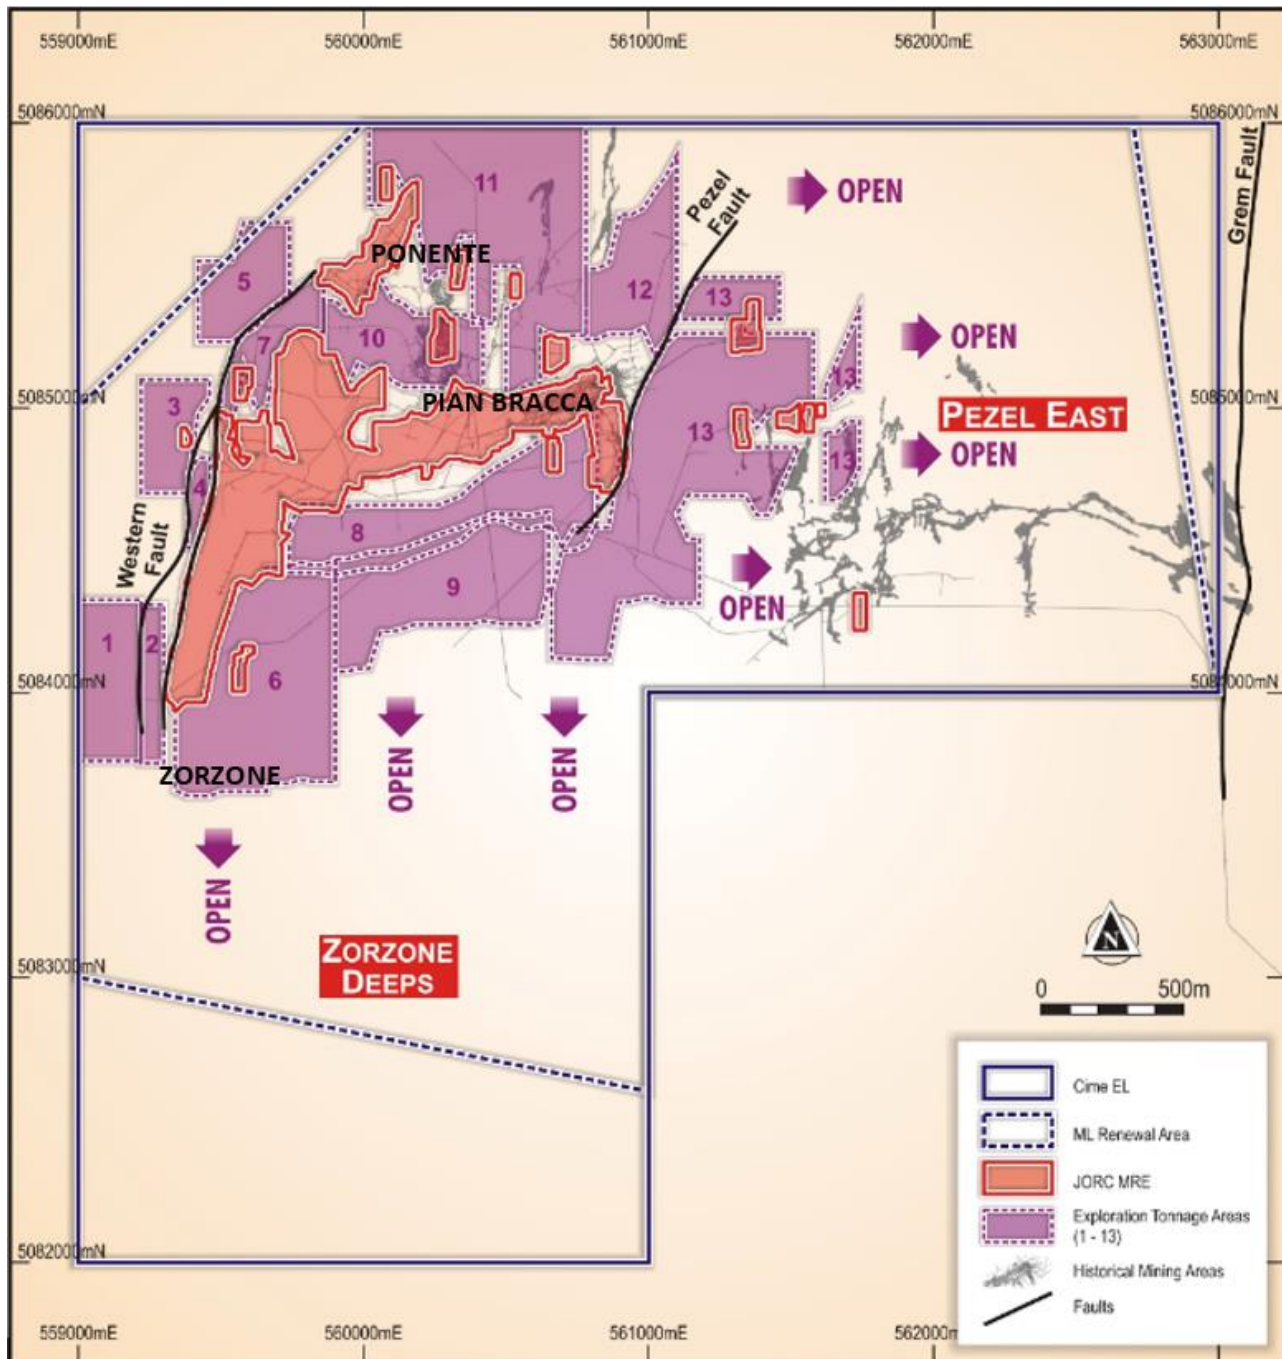 559000mE 560000mE 561000mE 562000mE 563000mE
5086000mN 5086000mN
Grem Fault
11
OPEN
Pezel
Fault
PONENTE
5
12
13
10
OPEN
7
13
5085000mN 5085000mN
3
PIAN BRACCA
PEZEL EAST
13
13
OPEN
4
Western
Fault
8
9
OPEN
1
2
6
5084000mN 5084000mN
ZORZONE
OPEN
OPEN
OPEN
ZORZONE
DEEPS
N
5083000mN
0 500m
Cime EL
ML Renewal Area
JORC MRE
Exploration Tonnage Areas
(1 - 13)
5082000mN
Historical Mining Areas
Faults
559000mE 560000mE 561000mE 562000m